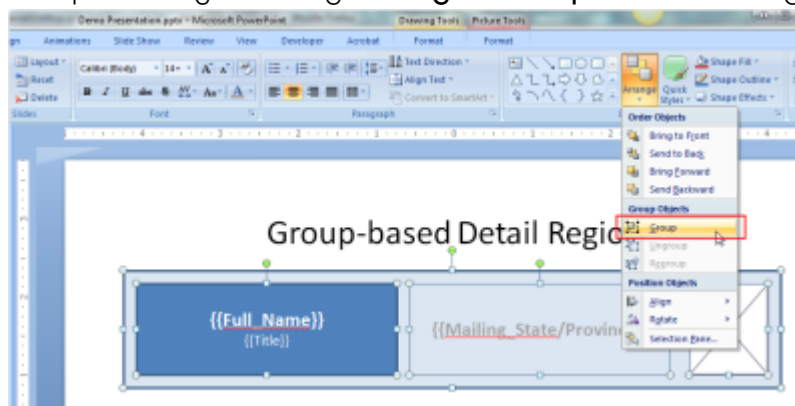 Demo Presentation.pptx - Microsoft PowerPoint
Drawing Tools
Picture Tools
Animations Slide Show Review View Developer Acrobat Format Format
Layout
Reset
Delete
Slides
Calibri (Body)
14
Font
Paragraph
Text Direction
Align Text
Convert to SmartArt
Arrange
Quick Styles
Shape Fill
Shape Outline
Shape Effects
Order Objects
Bring to Front
Send to Back
Bring Forward
Send Backward
Group Objects
Group
Ungroup
Regroup
Position Objects
Align
Rotate
Selection Pane...
Group-based Detail Regio
{{Full_Name}}
{{Title}}
{{Mailing_State/Provin